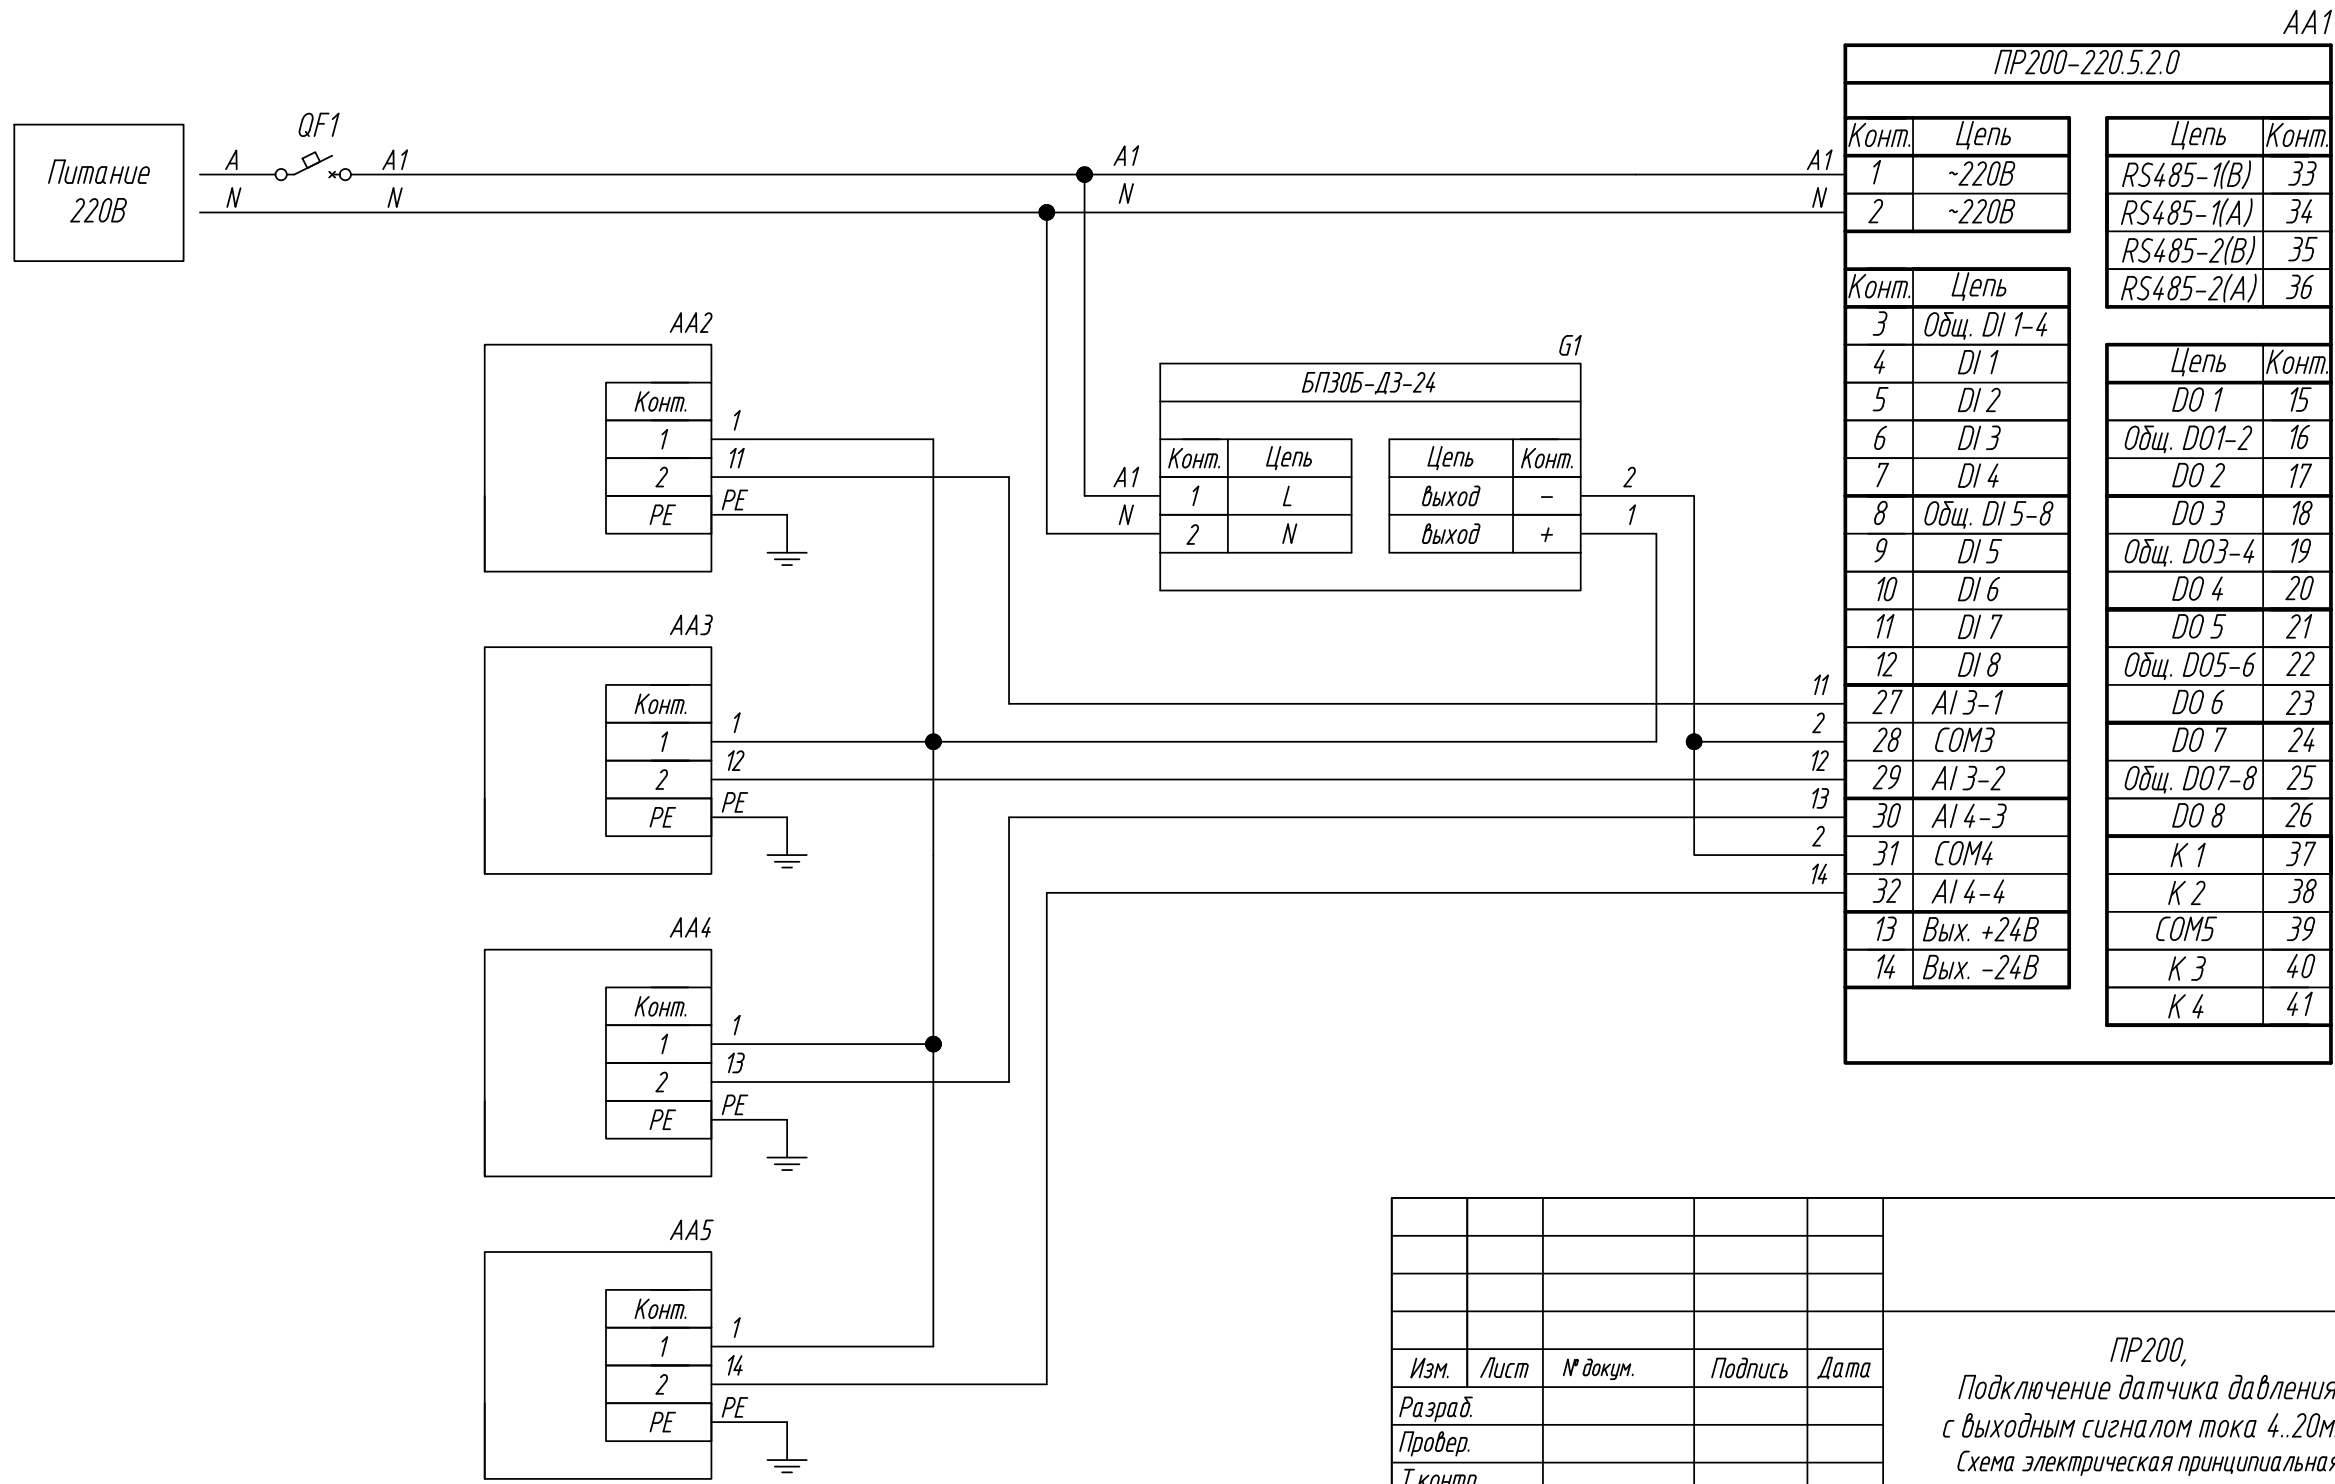 AA1
ПР200-220.5.2.0
Конт. Цепь
1 ~220В
2 ~220В
Цепь Конт.
RS485-1(B) 33
RS485-1(A) 34
RS485-2(B) 35
RS485-2(A) 36
Конт. Цепь
3 Общ. DI 1-4
4 DI 1
5 DI 2
6 DI 3
7 DI 4
8 Общ. DI 5-8
9 DI 5
10 DI 6
11 DI 7
12 DI 8
27 AI 3-1
28 COM3
29 AI 3-2
30 AI 4-3
31 COM4
32 AI 4-4
13 Вых. +24В
14 Вых. -24В
Цепь Конт.
DO 1 15
Общ. DO1-2 16
DO 2 17
DO 3 18
Общ. DO3-4 19
DO 4 20
DO 5 21
Общ. DO5-6 22
DO 6 23
DO 7 24
Общ. DO7-8 25
DO 8 26
К 1 37
К 2 38
COM5 39
К 3 40
К 4 41
Питание
220В
QF1
A A1 A1 A1
N N N N
AA2
Конт.
1 1
2 11
PE PE
G1
БП30Б-Д3-24
Конт. Цепь
A1 1 L
N 2 N
Цепь Конт.
выход - 2
выход + 1
AA3
Конт.
1 1
2 12
PE PE
11
2
12
13
2
14
AA4
Конт.
1 1
2 13
PE PE
AA5
Конт.
1 1
2 14
PE PE
Изм. Лист № докум. Подпись Дата
Разраб.
Провер.
Т.контр
ПР200,
Подключение датчика давления
с выходным сигналом тока 4..20м
Схема электрическая принципиальная